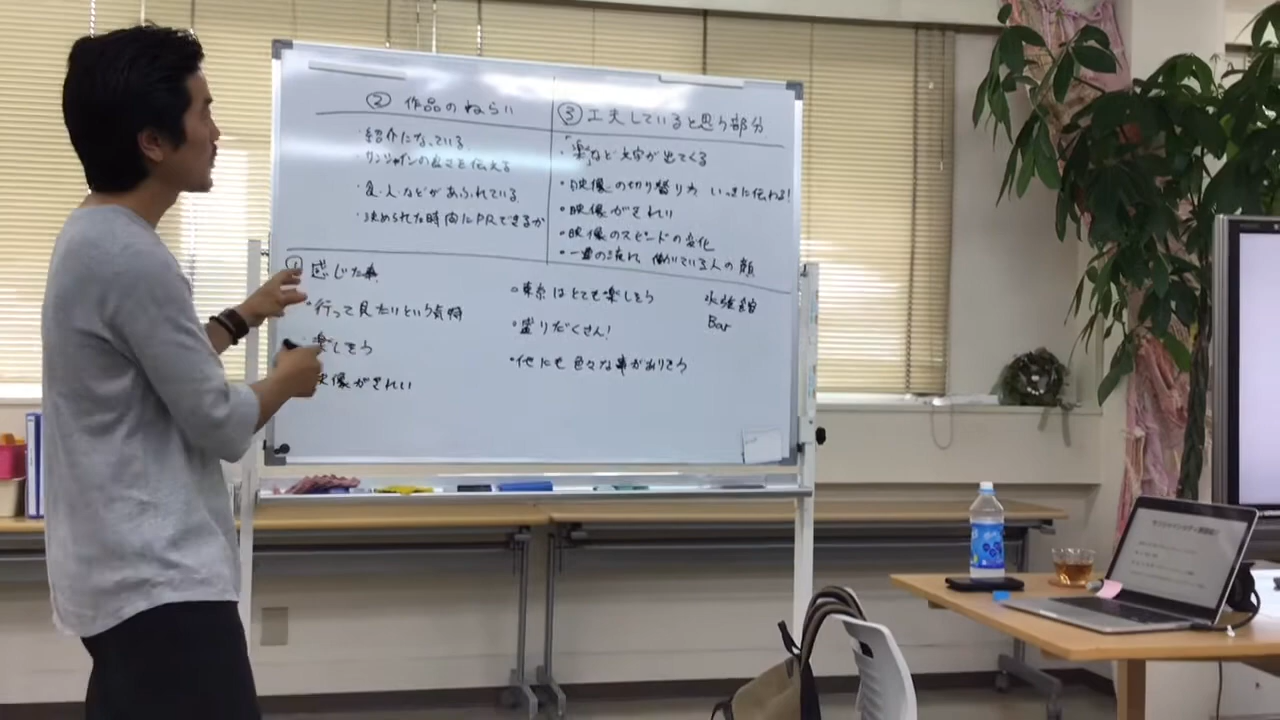 ② 作品のねらい
・紹介になっている
・サンシャインの良さを伝える
・食、人などがあふれている
・決められた時間にPRできるか
③ 工夫していると思う部分
・「楽」など文字が出てくる
・映像の切り替りや いっきに伝わる!
・映像がきれい
・映像のスピードの変化
・一番の流れ、働いている人の顔
① 感じた事
・行って見たいという気持
楽しそう
映像がきれい
・東京はとても楽しそう
・盛りだくさん!
・他にも色々な事がありそう
水族館
Bar